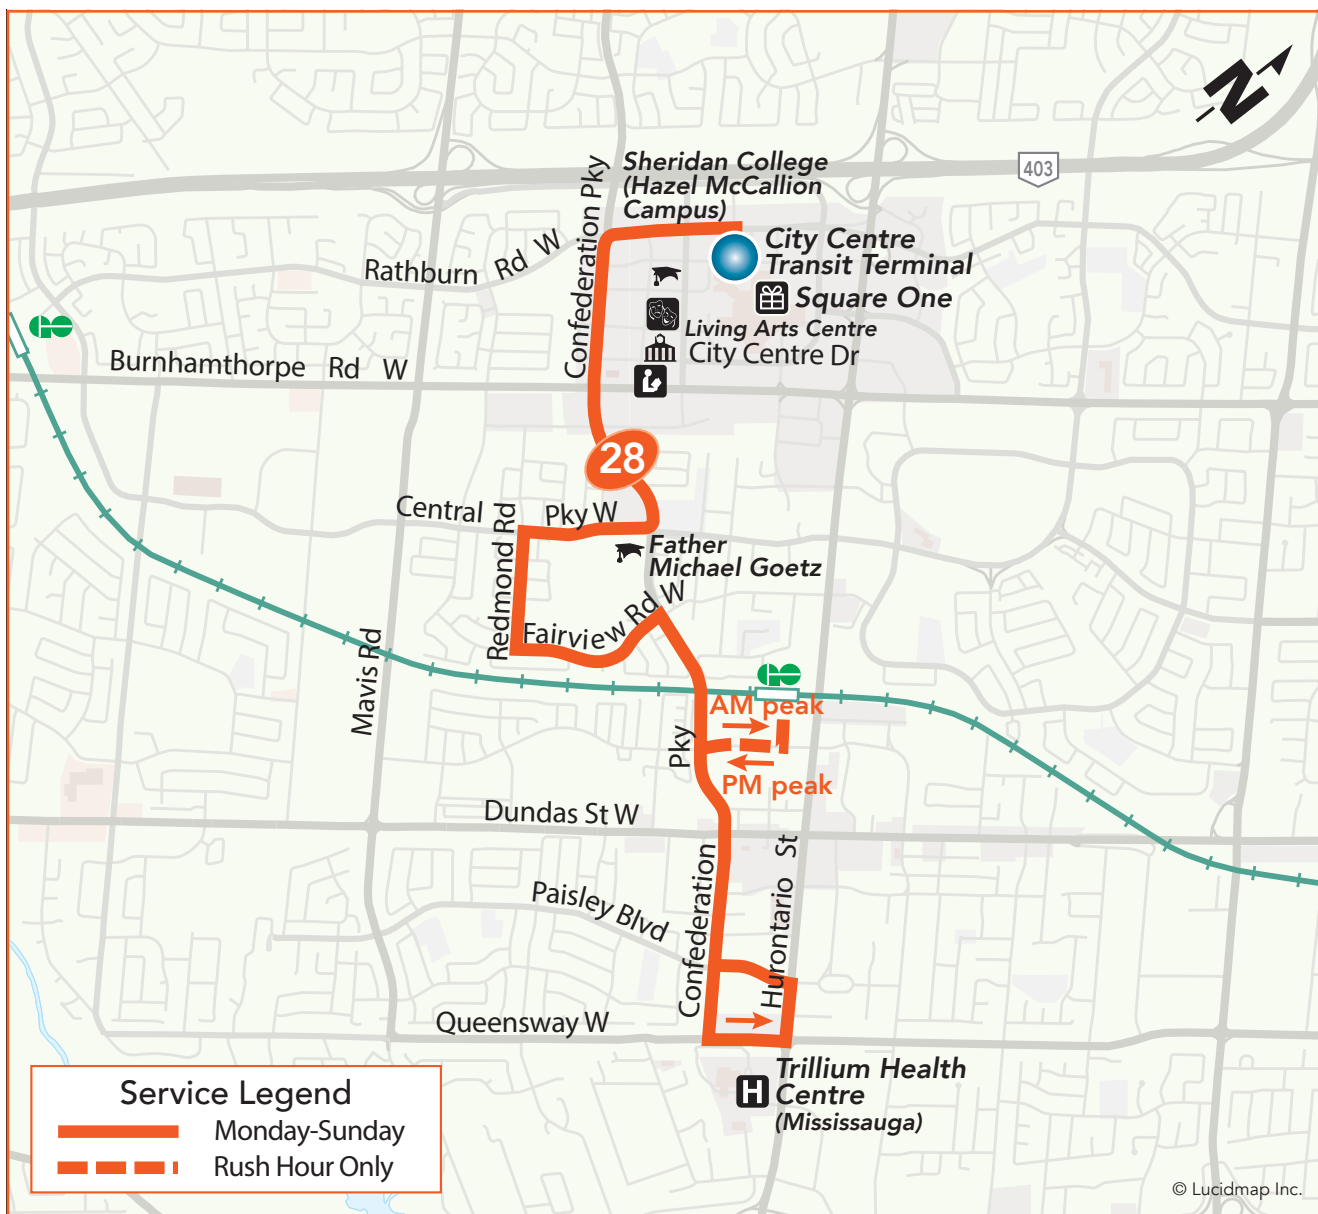 N
403
Sheridan College
(Hazel McCallion
Campus)
Confederation Pky
City Centre
Transit Terminal
Rathburn Rd W
Square One
Living Arts Centre
City Centre Dr
GO
Burnhamthorpe Rd W
28
Central Pky W
Redmond Rd
Father
Michael Goetz
Fairview Rd W
Mavis Rd
GO
AM peak
PM peak
Pky
Dundas St W
Confederation
Hurontario St
Paisley Blvd
Queensway W
H
Trillium Health
Centre
(Mississauga)
Service Legend
Monday-Sunday
Rush Hour Only
© Lucidmap Inc.